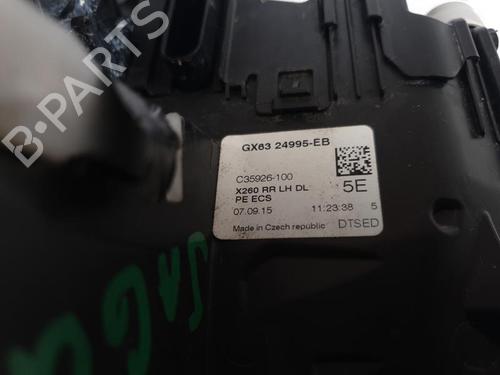 GX63 24995-EB
C35926-100
X260 RR LH DL 5E
PE ECS
07.09.15 11:23:38 5
Made in Czech republic DTSED
JAGA
B-PARTS